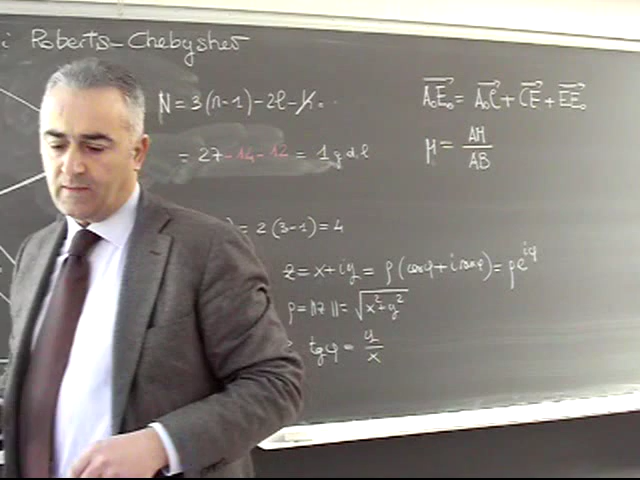 i Roberts-Chebyshev
N = 3(n-1) - 2l - h = ..
= 27 - 14 - 12 = 1 g.d.l
) = 2(3-1) = 4
z = x + iy = ρ(cosφ + i senφ) = ρe^{iφ}
ρ = ||z|| = √(x²+y²)
tgφ = y/x
A₀E₀ = A₀C + CE + EE₀
μ = AH/AB